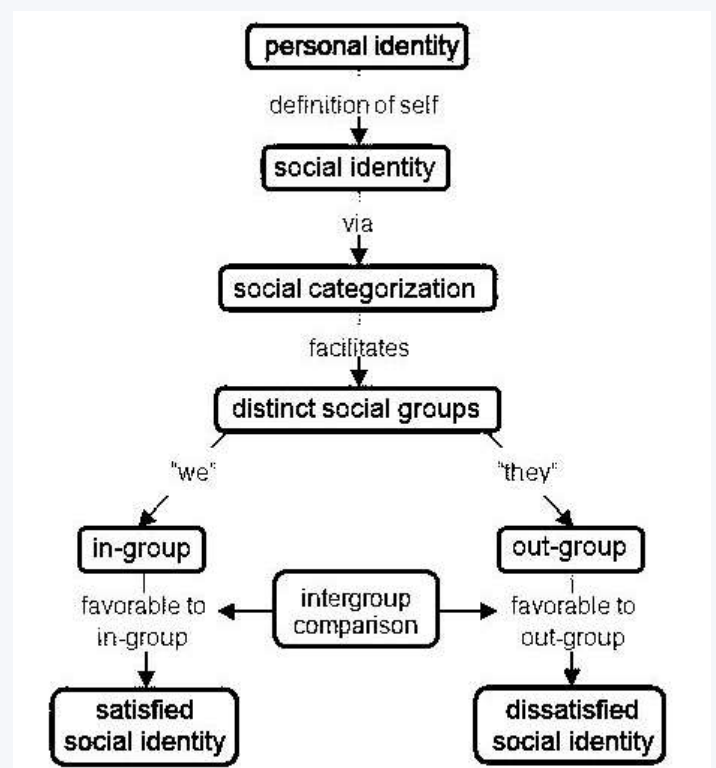 personal identity
definition of self
social identity
via
social categorization
facilitates
distinct social groups
"we"
"they"
in-group
out-group
favorable to
in-group
intergroup
comparison
favorable to
out-group
satisfied
social identity
dissatisfied
social identity